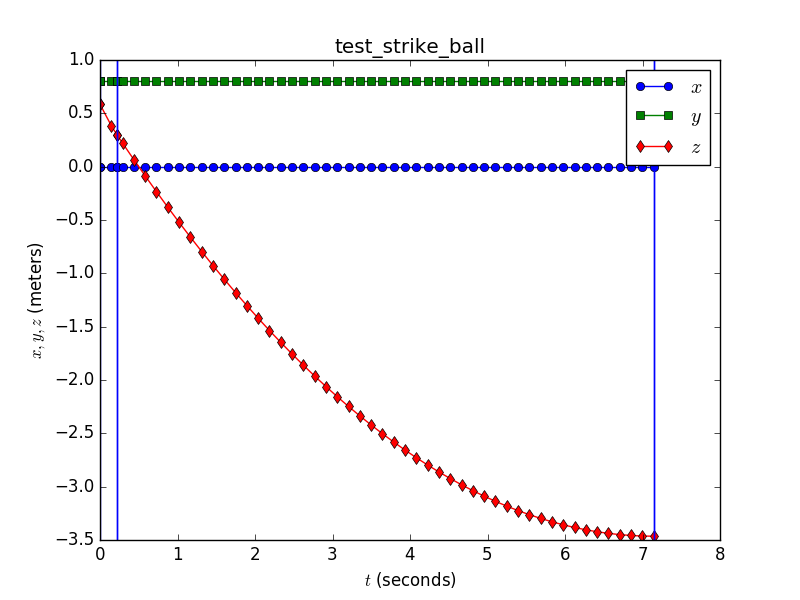 test_strike_ball
1.0
0.5
0.0
−0.5
−1.0
−1.5
−2.0
−2.5
−3.0
−3.5
x, y, z (meters)
x
y
z
0 1 2 3 4 5 6 7 8
t (seconds)